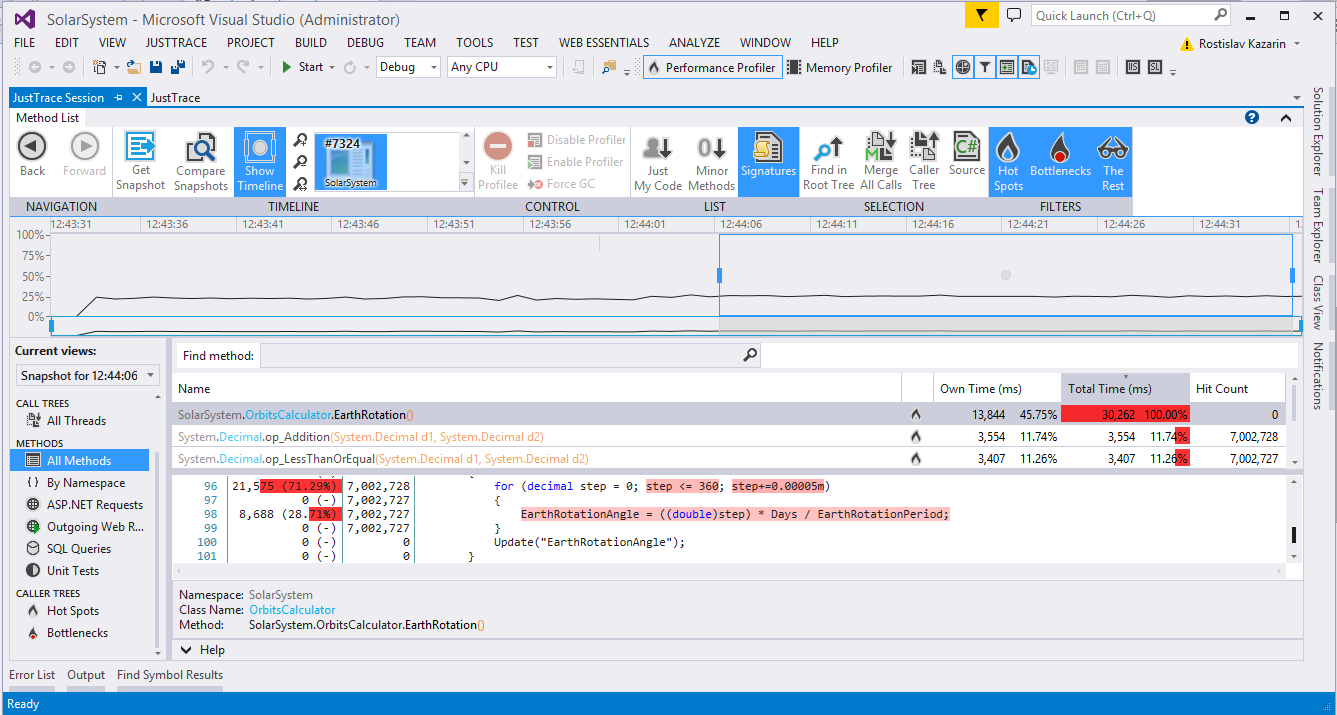 SolarSystem - Microsoft Visual Studio (Administrator)
Quick Launch (Ctrl+Q)
FILE EDIT VIEW JUSTTRACE PROJECT BUILD DEBUG TEAM TOOLS TEST WEB ESSENTIALS ANALYZE WINDOW HELP
Rostislav Kazarin
Start Debug Any CPU Performance Profiler Memory Profiler IIS SL
JustTrace Session JustTrace
Method List
Back
Forward
Get Snapshot
Compare Snapshots
Show Timeline
#7324
SolarSystem
Kill Profilee
Disable Profiler
Enable Profiler
Force GC
Just My Code
Minor Methods
Signatures
Find in Root Tree
Merge All Calls
Caller Tree
Source
Hot Spots
Bottlenecks
The Rest
NAVIGATION TIMELINE CONTROL LIST SELECTION FILTERS
12:43:31 12:43:36 12:43:41 12:43:46 12:43:51 12:43:56 12:44:01 12:44:06 12:44:11 12:44:16 12:44:21 12:44:26 12:44:31
100%
75%
50%
25%
0%
Solution Explorer
Team Explorer
Class View
Notifications
Current views:
Snapshot for 12:44:06
CALL TREES
All Threads
METHODS
All Methods
By Namespace
ASP.NET Requests
Outgoing Web R...
SQL Queries
Unit Tests
CALLER TREES
Hot Spots
Bottlenecks
Find method:
Name Own Time (ms) Total Time (ms) Hit Count
SolarSystem.OrbitsCalculator.EarthRotation() 13,844 45.75% 30,262 100.00% 0
System.Decimal.op_Addition(System.Decimal d1, System.Decimal d2) 3,554 11.74% 3,554 11.74% 7,002,728
System.Decimal.op_LessThanOrEqual(System.Decimal d1, System.Decimal d2) 3,407 11.26% 3,407 11.26% 7,002,727
96 21,575 (71.29%) 7,002,728 for (decimal step = 0; step <= 360; step+=0.00005m)
97 0 (-) 7,002,727 {
98 8,688 (28.71%) 7,002,727 EarthRotationAngle = ((double)step) * Days / EarthRotationPeriod;
99 0 (-) 7,002,727 }
100 0 (-) 0 Update("EarthRotationAngle");
101 0 (-) 0 }
Namespace: SolarSystem
Class Name: OrbitsCalculator
Method: SolarSystem.OrbitsCalculator.EarthRotation()
Help
Error List Output Find Symbol Results
Ready